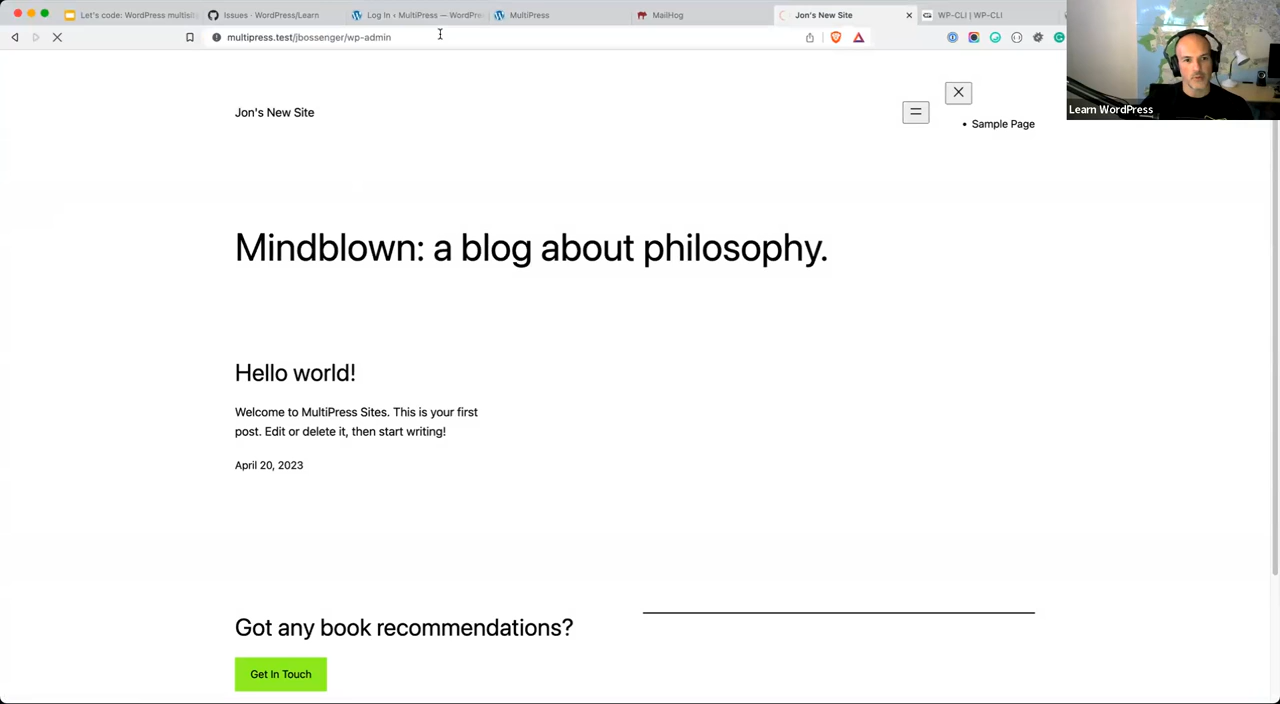 Let's code: WordPress multisit
Issues · WordPress/Learn
Log In ‹ MultiPress — WordPre
MultiPress
MailHog
Jon's New Site
WP-CLI | WP-CLI
multipress.test/jbossenger/wp-admin
Learn WordPress
Jon's New Site
• Sample Page
Mindblown: a blog about philosophy.
Hello world!
Welcome to MultiPress Sites. This is your first
post. Edit or delete it, then start writing!
April 20, 2023
Got any book recommendations?
Get In Touch